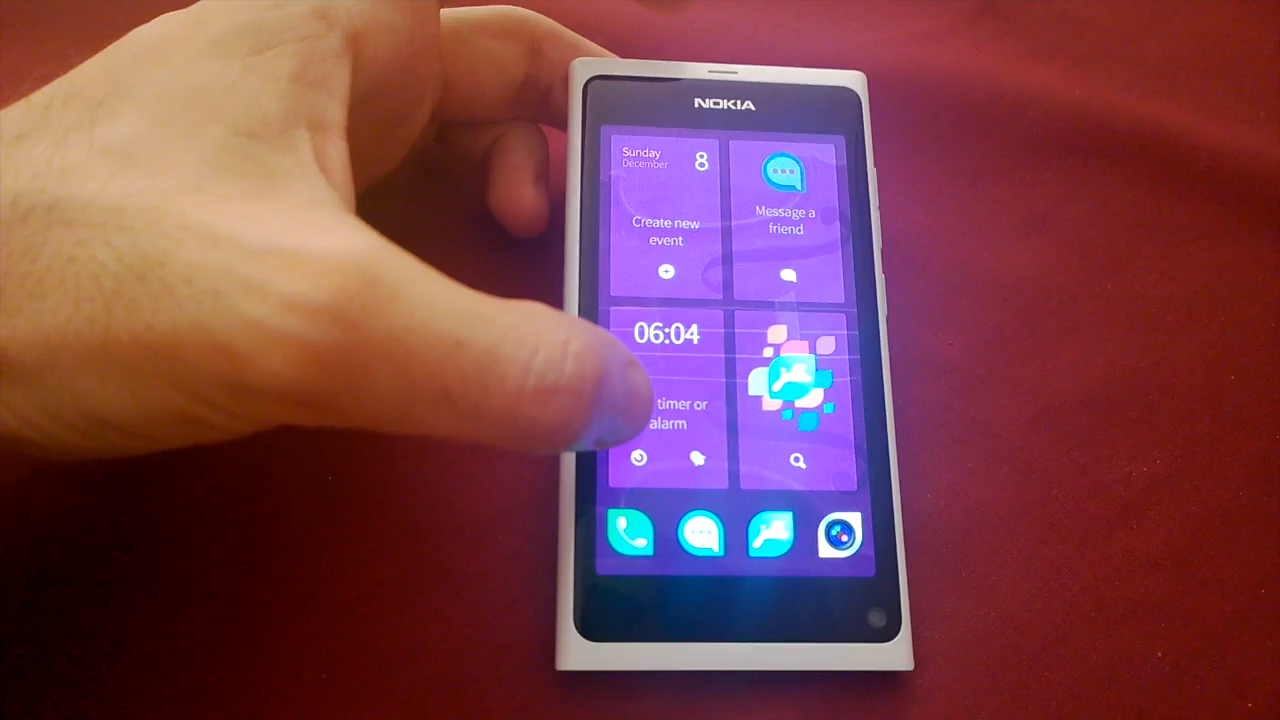 NOKIA
Sunday
December
8
Create new
event
Message a
friend
06:04
timer or
alarm